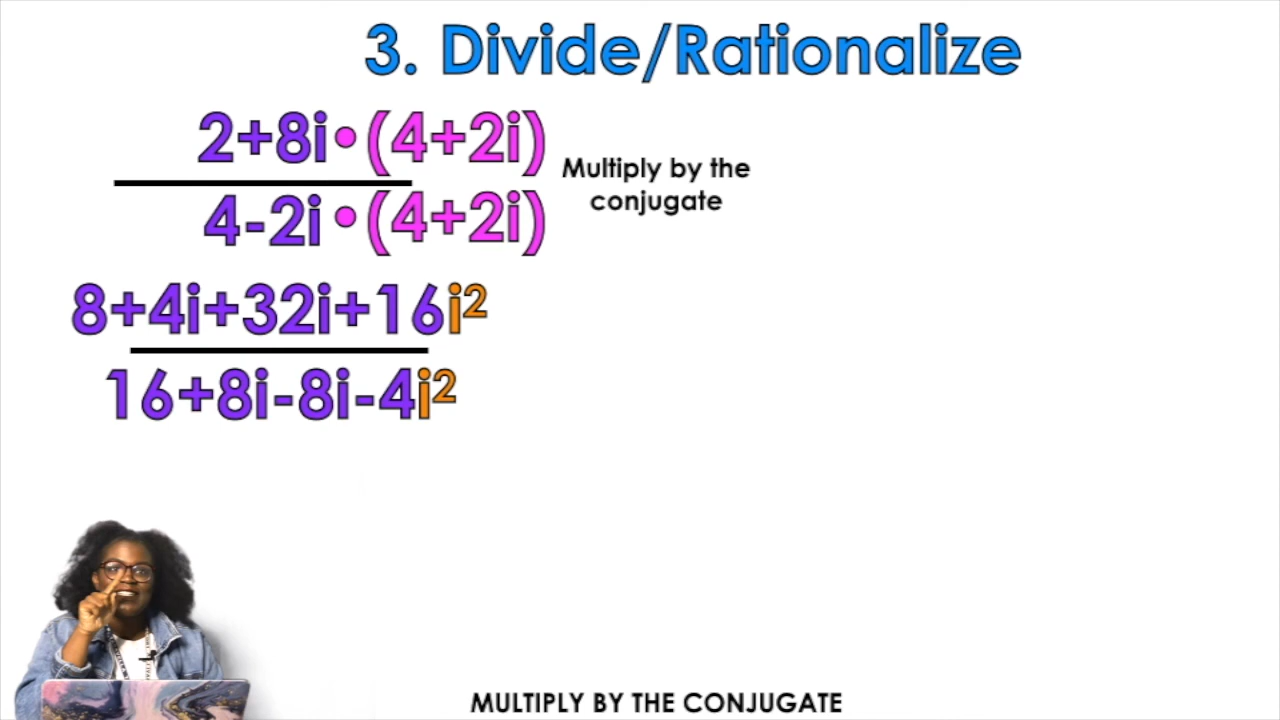 3. Divide/Rationalize
2+8i•(4+2i)
4-2i•(4+2i)
Multiply by the
conjugate
8+4i+32i+16i²
16+8i-8i-4i²
MULTIPLY BY THE CONJUGATE